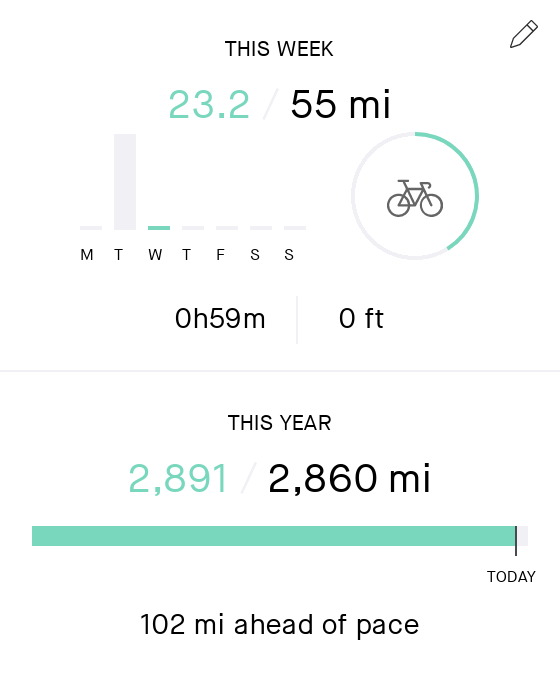 THIS WEEK
23.2 / 55 mi
M T W T F S S
0h59m 0 ft
THIS YEAR
2,891 / 2,860 mi
TODAY
102 mi ahead of pace